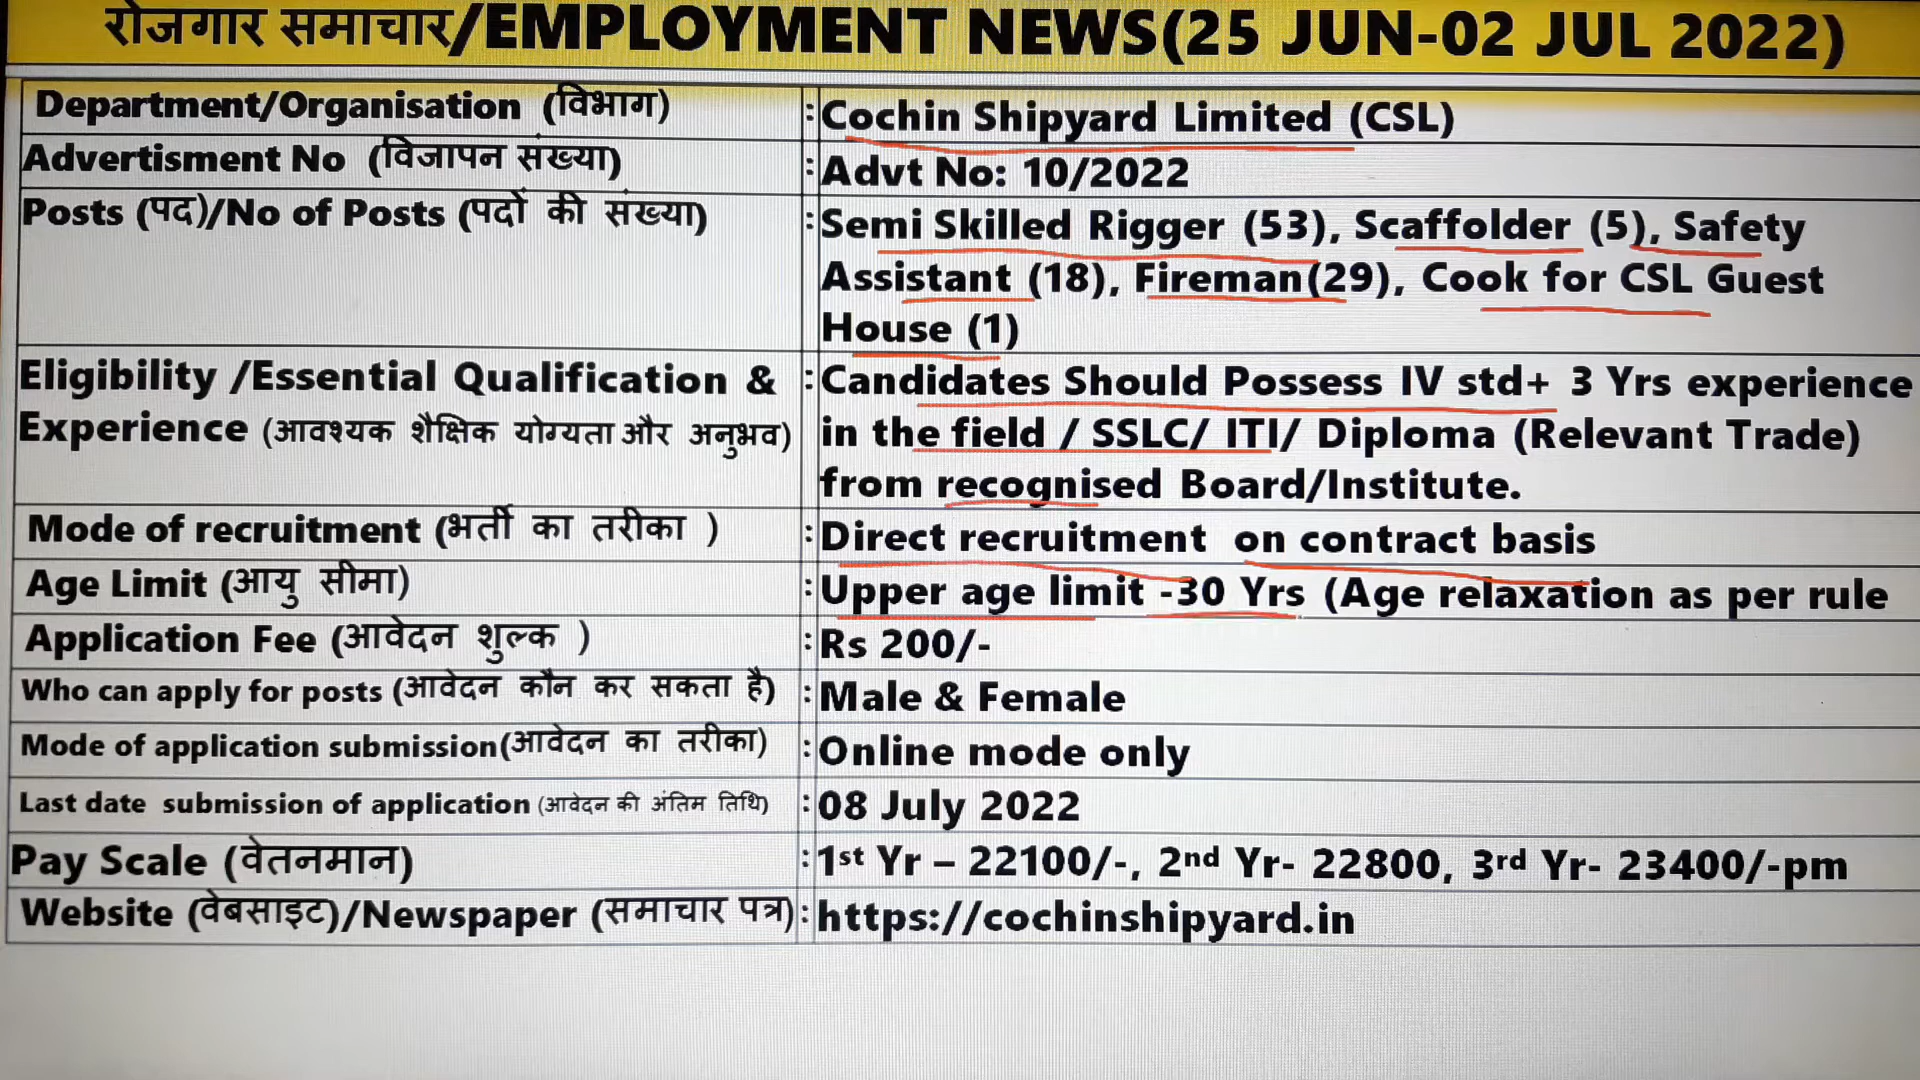 रोजगार समाचार/EMPLOYMENT NEWS(25 JUN-02 JUL 2022)
Department/Organisation (विभाग) : Cochin Shipyard Limited (CSL)
Advertisment No (विज्ञापन संख्या) : Advt No: 10/2022
Posts (पद)/No of Posts (पदों की संख्या) : Semi Skilled Rigger (53), Scaffolder (5), Safety
Assistant (18), Fireman(29), Cook for CSL Guest
House (1)
Eligibility /Essential Qualification & : Candidates Should Possess IV std+ 3 Yrs experience
Experience (आवश्यक शैक्षिक योग्यता और अनुभव) in the field / SSLC/ ITI/ Diploma (Relevant Trade)
from recognised Board/Institute.
Mode of recruitment (भर्ती का तरीका ) : Direct recruitment on contract basis
Age Limit (आयु सीमा) : Upper age limit -30 Yrs (Age relaxation as per rule
Application Fee (आवेदन शुल्क ) : Rs 200/-
Who can apply for posts (आवेदन कौन कर सकता है) : Male & Female
Mode of application submission(आवेदन का तरीका) : Online mode only
Last date submission of application (आवेदन की अंतिम तिथि) : 08 July 2022
Pay Scale (वेतनमान) : 1st Yr – 22100/-, 2nd Yr- 22800, 3rd Yr- 23400/-pm
Website (वेबसाइट)/Newspaper (समाचार पत्र) : https://cochinshipyard.in